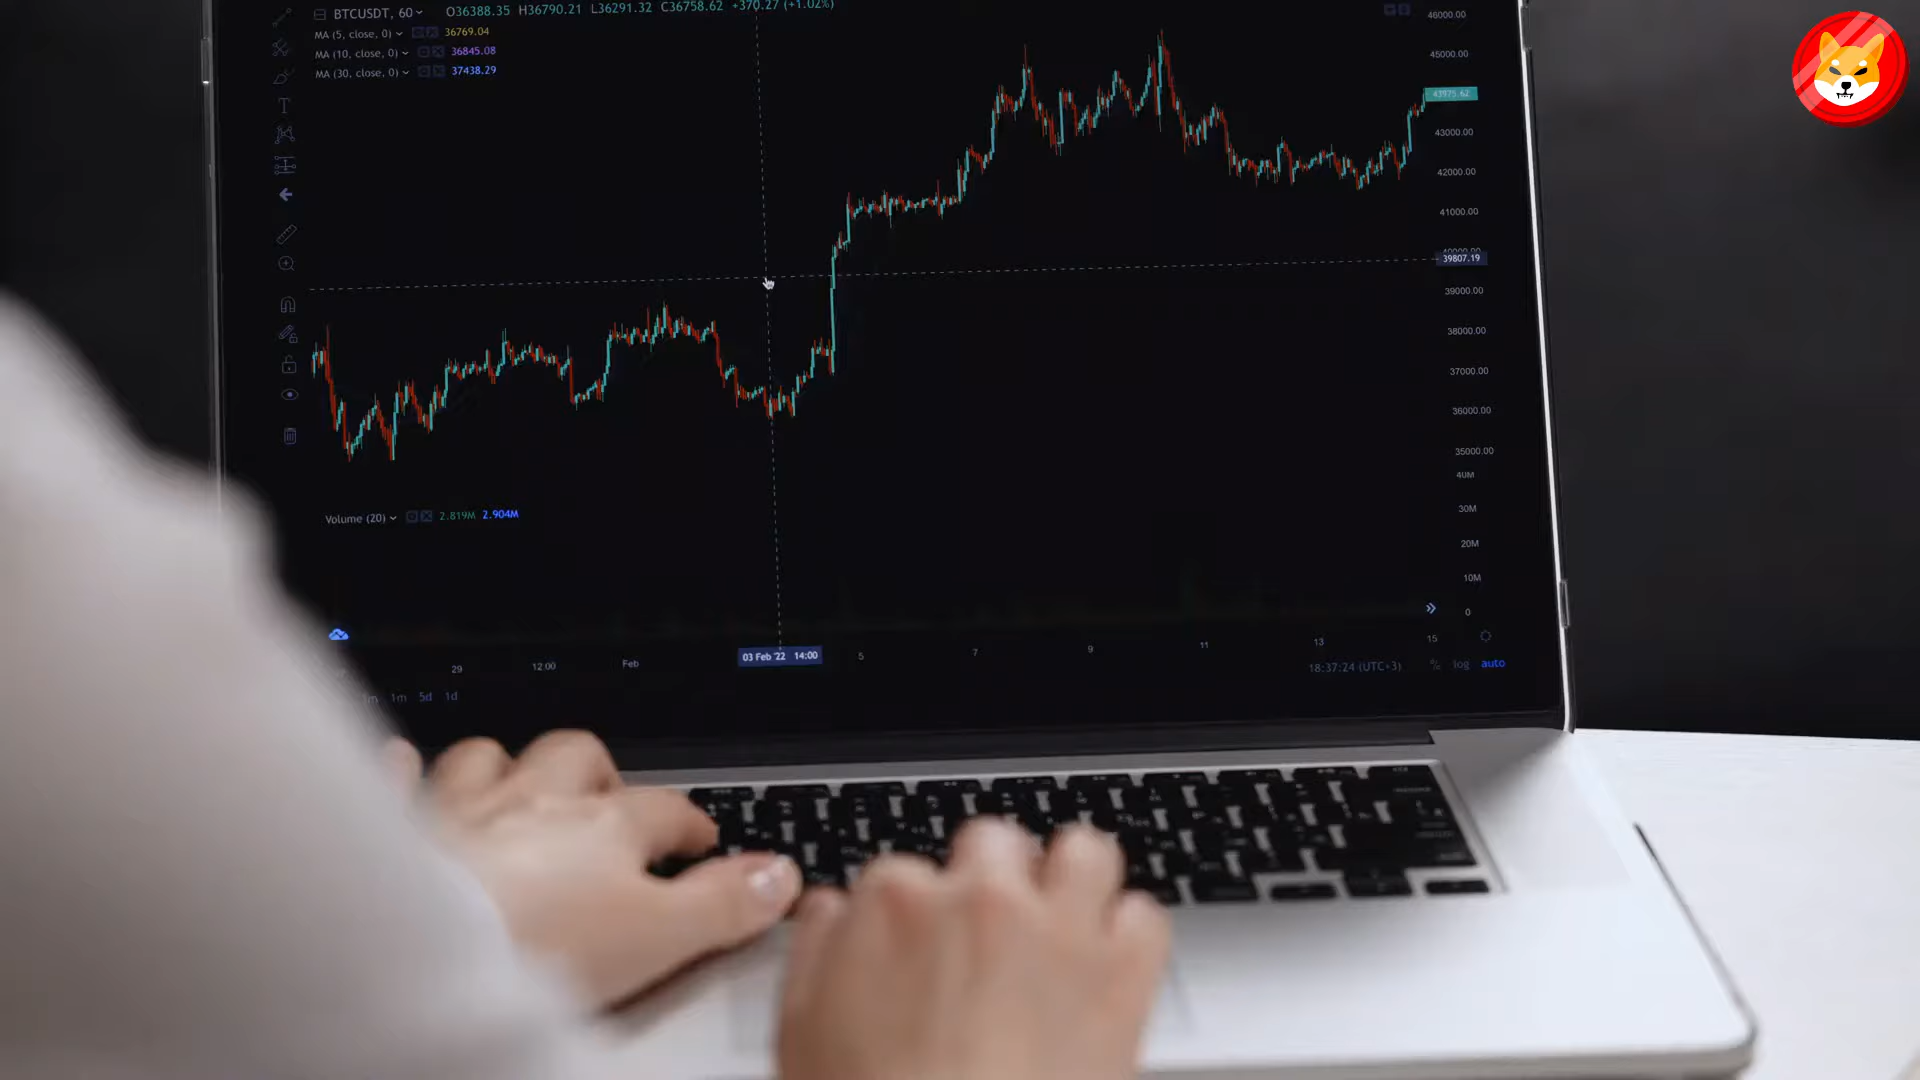 BTCUSDT, 60 O36388.35 H36790.21 L36291.32 C36758.62 +370.27 (+1.02%)
MA (5, close, 0) 36769.04
MA (10, close, 0) 36845.08
MA (30, close, 0) 37438.29
46000.00
45000.00
43975.62
43000.00
42000.00
41000.00
40000.00
39807.19
39000.00
38000.00
37000.00
36000.00
35000.00
40M
30M
20M
10M
0
Volume (20) 2.819M 2.904M
29 12:00 Feb 03 Feb '22 14:00 5 7 9 11 13 15
1m 5d 1d
18:37:24 (UTC+3) % log auto
T